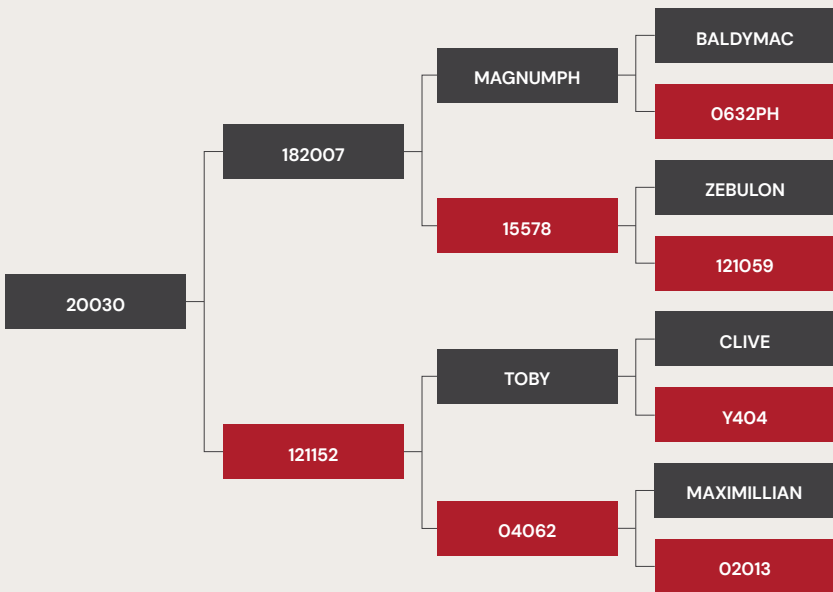 BALDYMAC
MAGNUMPH
0632PH
182007
ZEBULON
15578
121059
20030
CLIVE
TOBY
Y404
121152
MAXIMILLIAN
04062
02013